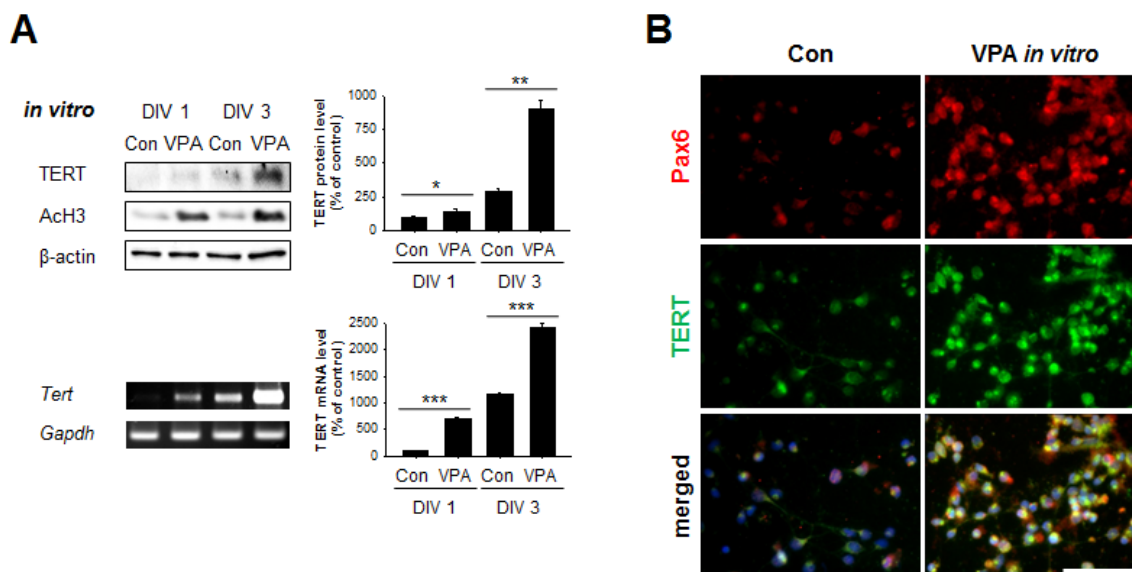 A
in vitro
DIV 1 DIV 3
Con VPA Con VPA
TERT
AcH3
β-actin
TERT protein level
(% of control)
1000
750
500
250
0
*
**
Con VPA Con VPA
DIV 1 DIV 3
Tert
Gapdh
TERT mRNA level
(% of control)
2500
2000
1500
1000
500
0
***
***
Con VPA Con VPA
DIV 1 DIV 3
B
Con VPA in vitro
Pax6
TERT
merged